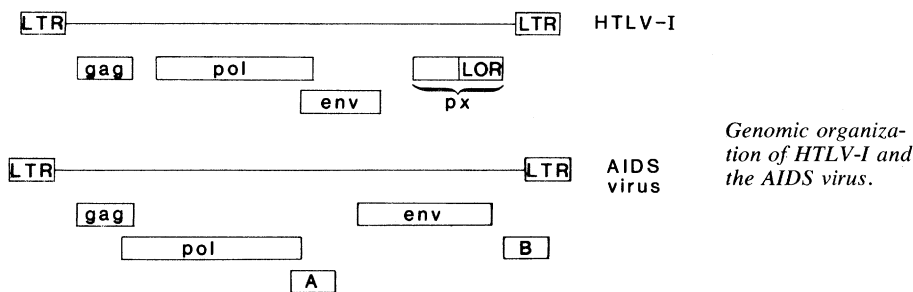 LTR LTR HTLV-I
gag pol LOR
env px
Genomic organiza-
tion of HTLV-I and
the AIDS virus.
LTR LTR AIDS
virus
gag env
pol B
A